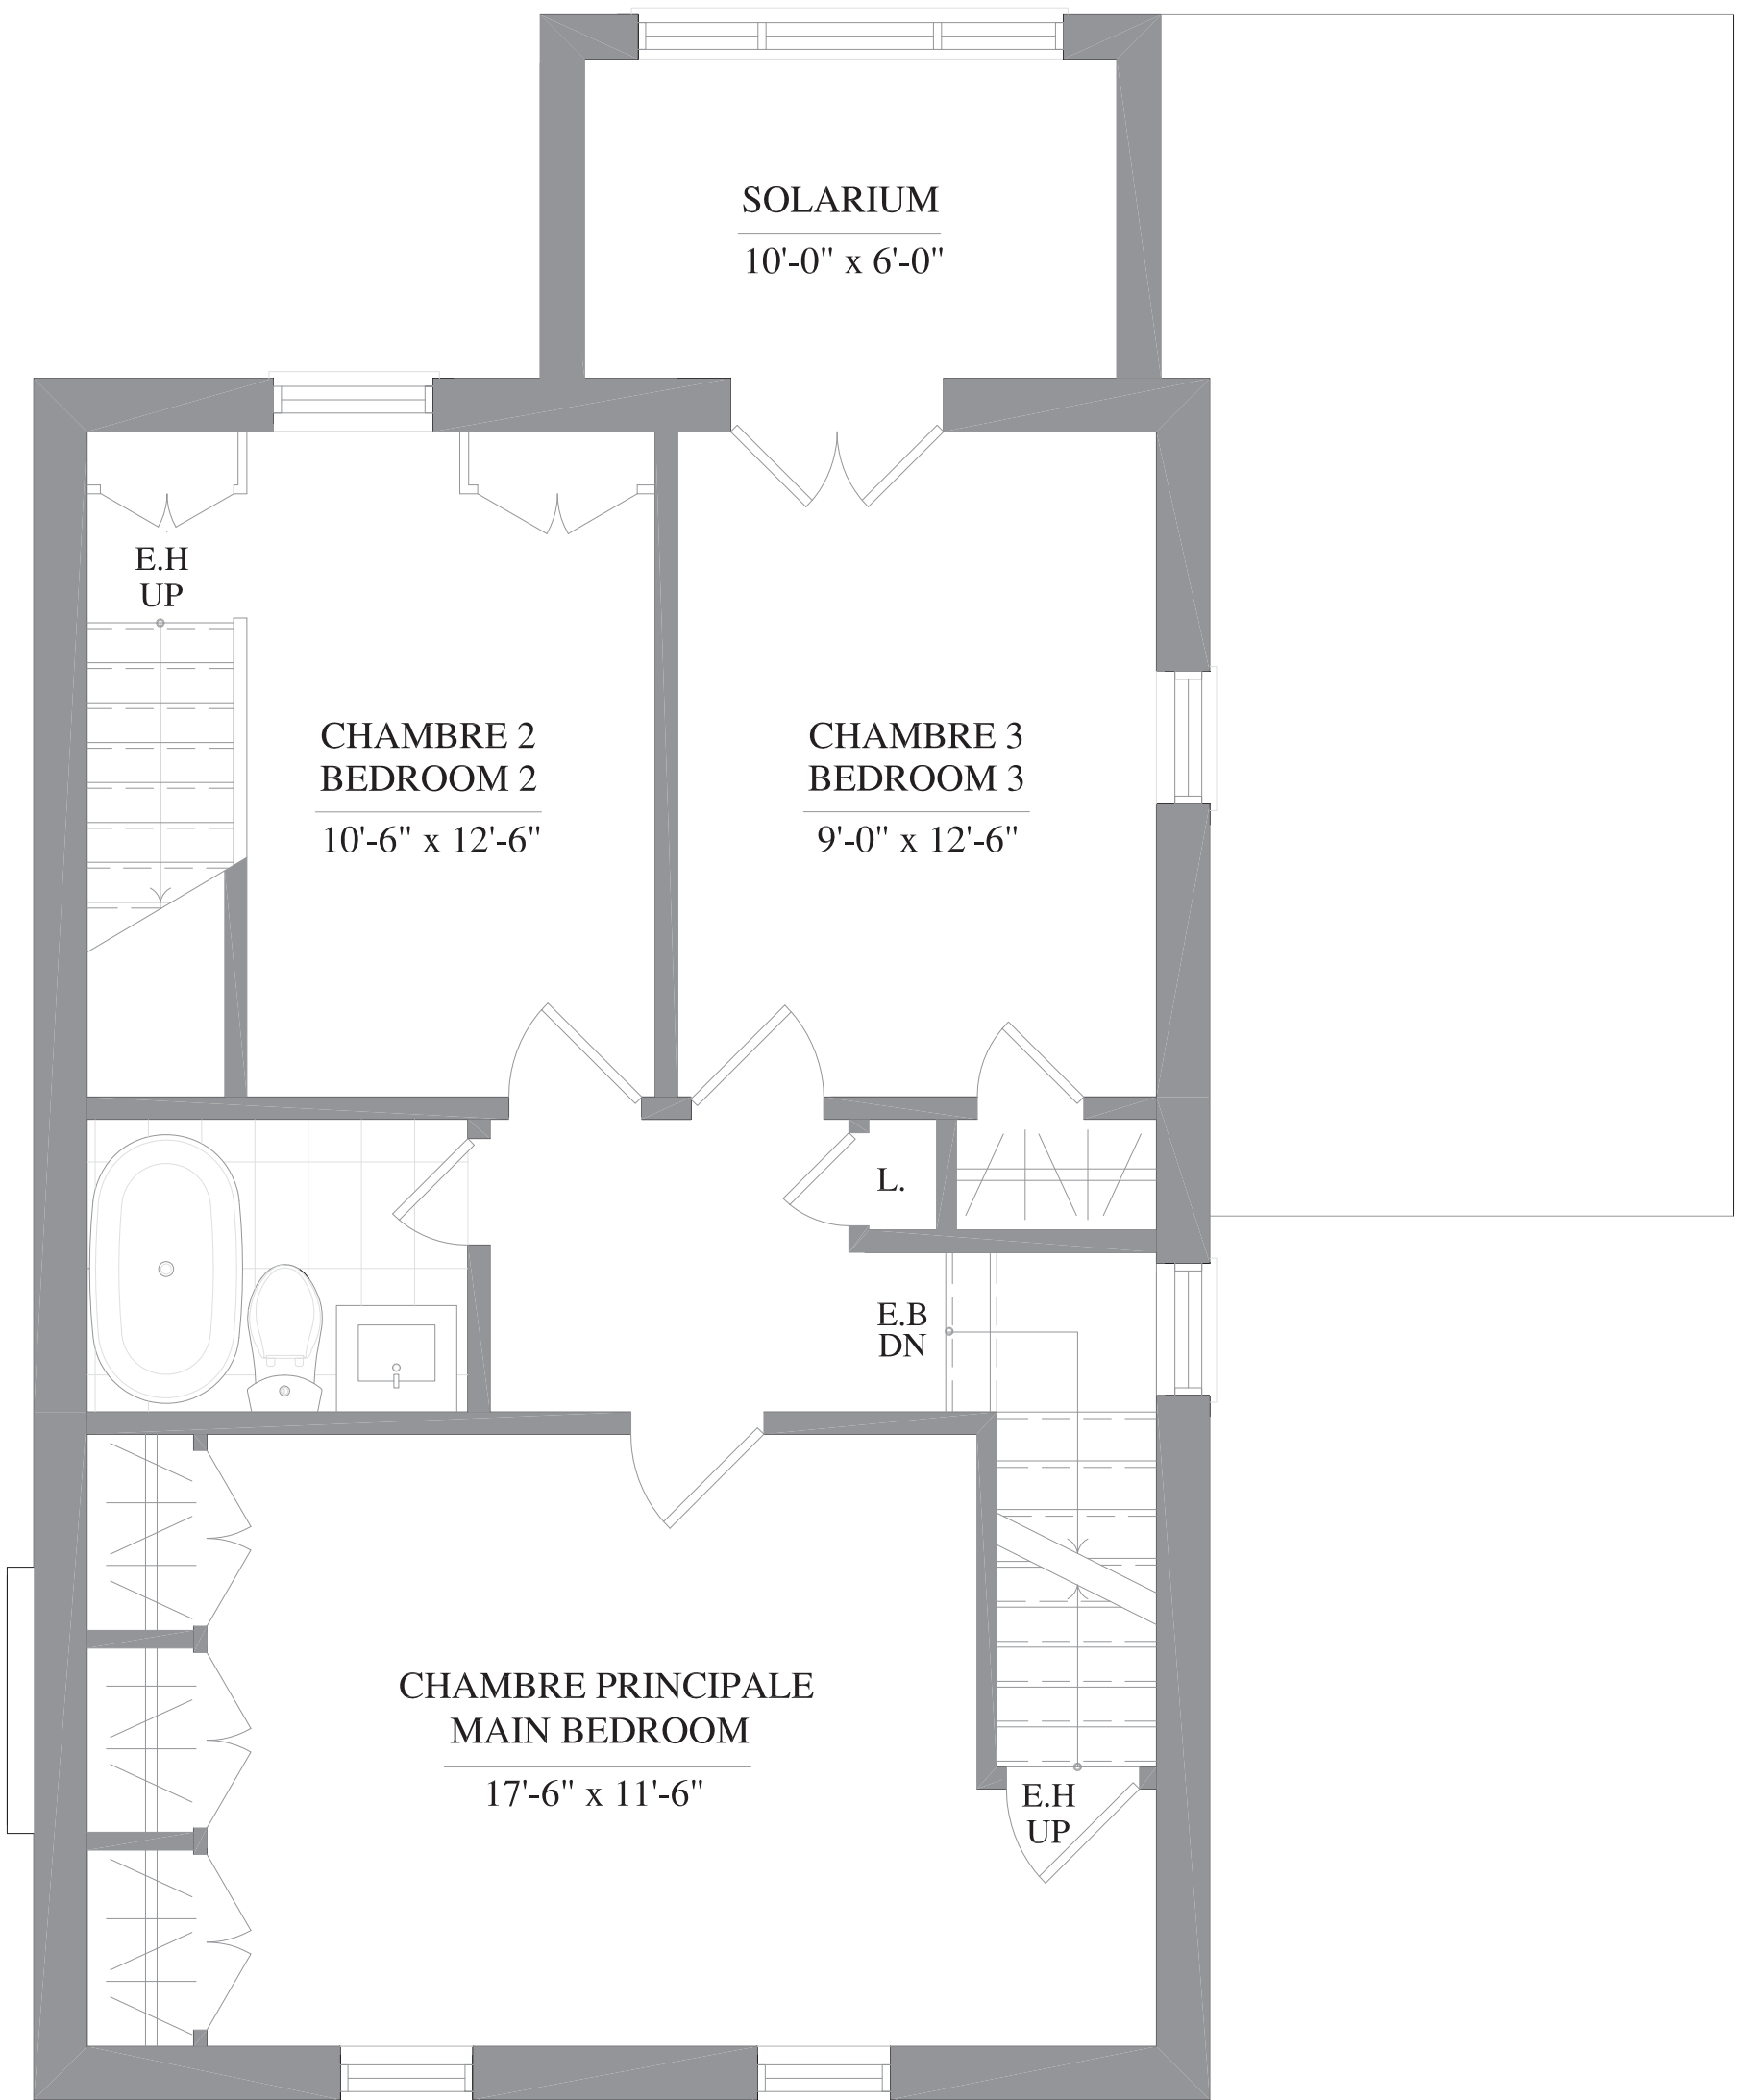 SOLARIUM
10'-0" x 6'-0"
E.H
UP
CHAMBRE 2
BEDROOM 2
10'-6" x 12'-6"
CHAMBRE 3
BEDROOM 3
9'-0" x 12'-6"
L.
E.B
DN
CHAMBRE PRINCIPALE
MAIN BEDROOM
17'-6" x 11'-6"
E.H
UP